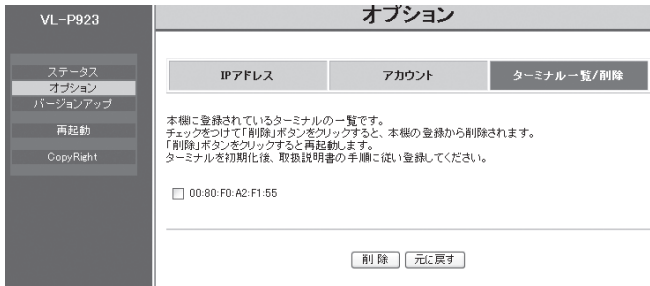 VL-P923
オプション
ステータス
オプション
バージョンアップ
再起動
CopyRight
IPアドレス
アカウント
ターミナル一覧/削除
本機に登録されているターミナルの一覧です。
チェックをつけて「削除」ボタンをクリックすると、本機の登録から削除されます。
「削除」ボタンをクリックすると再起動します。
ターミナルを初期化後、取扱説明書の手順に従い登録してください。
00:80:F0:A2:F1:55
削 除
元に戻す